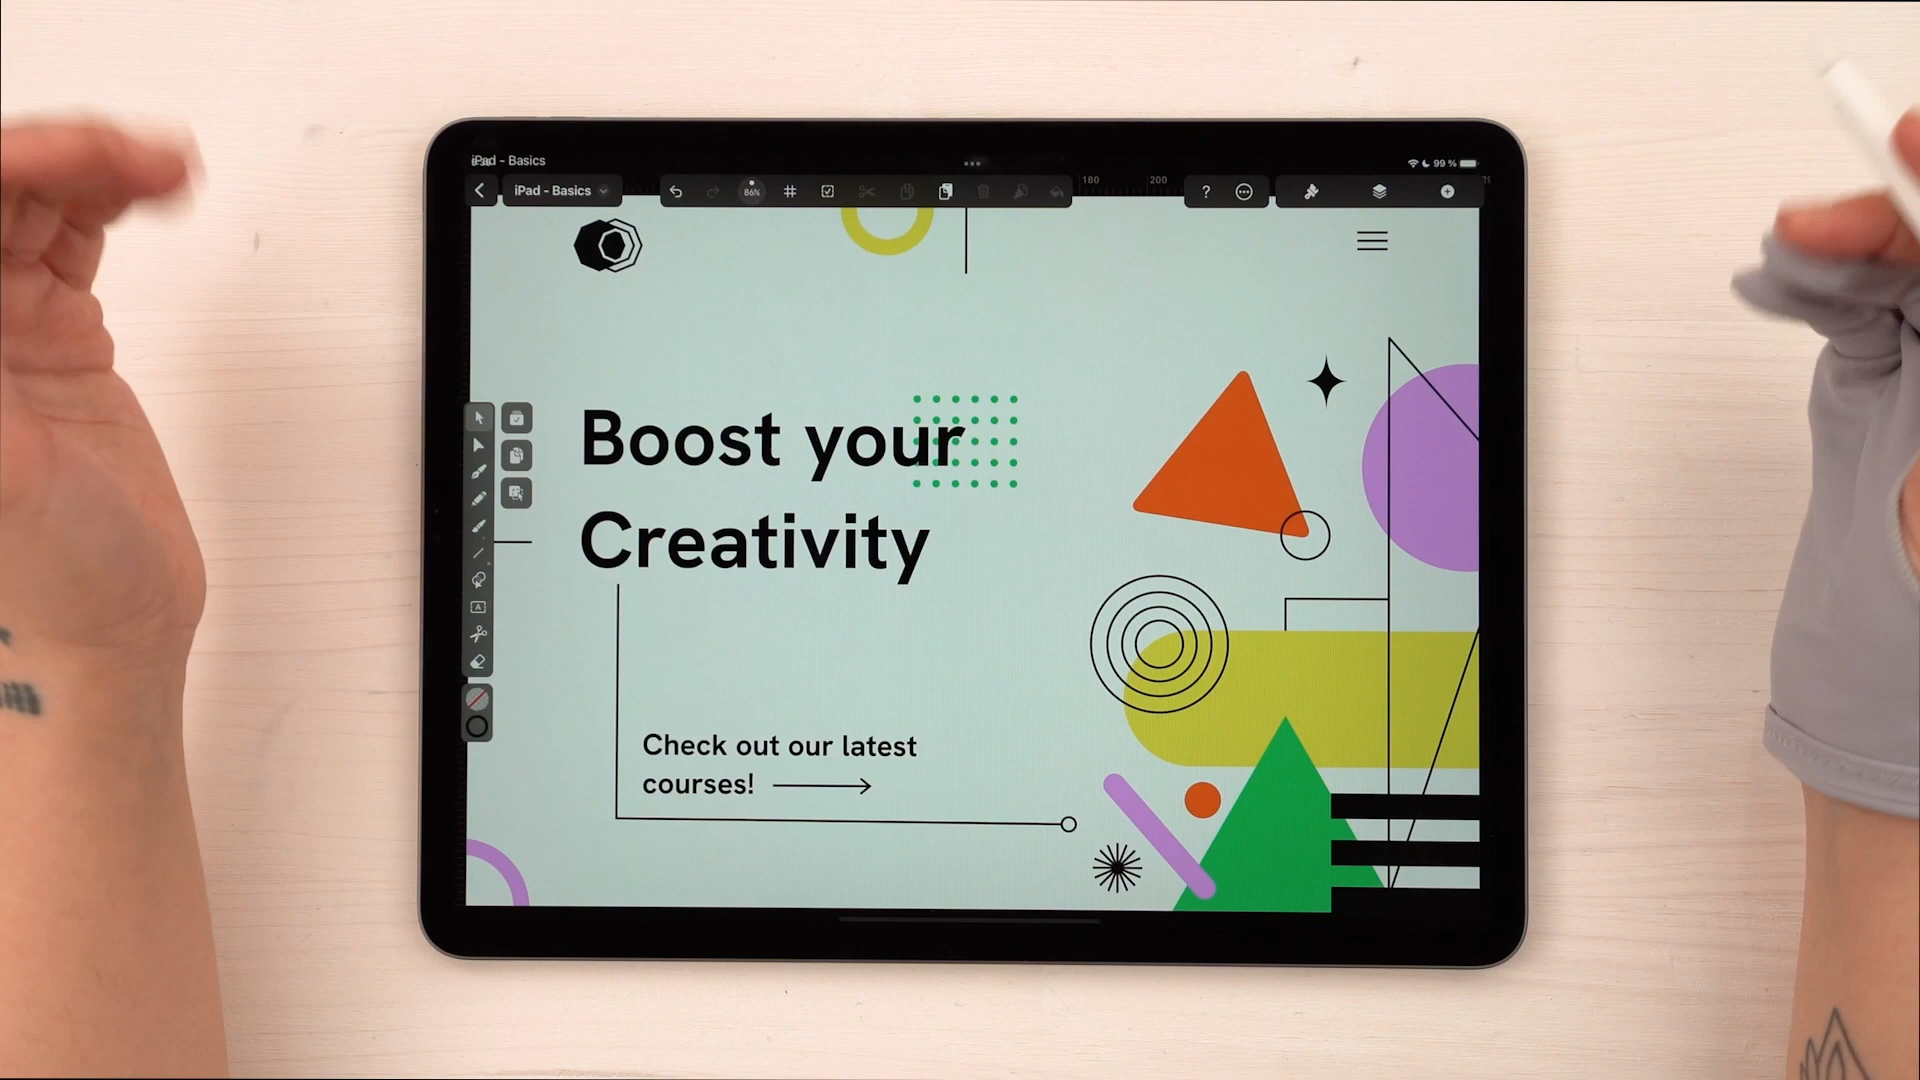 iPad - Basics
99 %
iPad - Basics
86%
180
200
?
Boost your
Creativity
A
Check out our latest
courses!